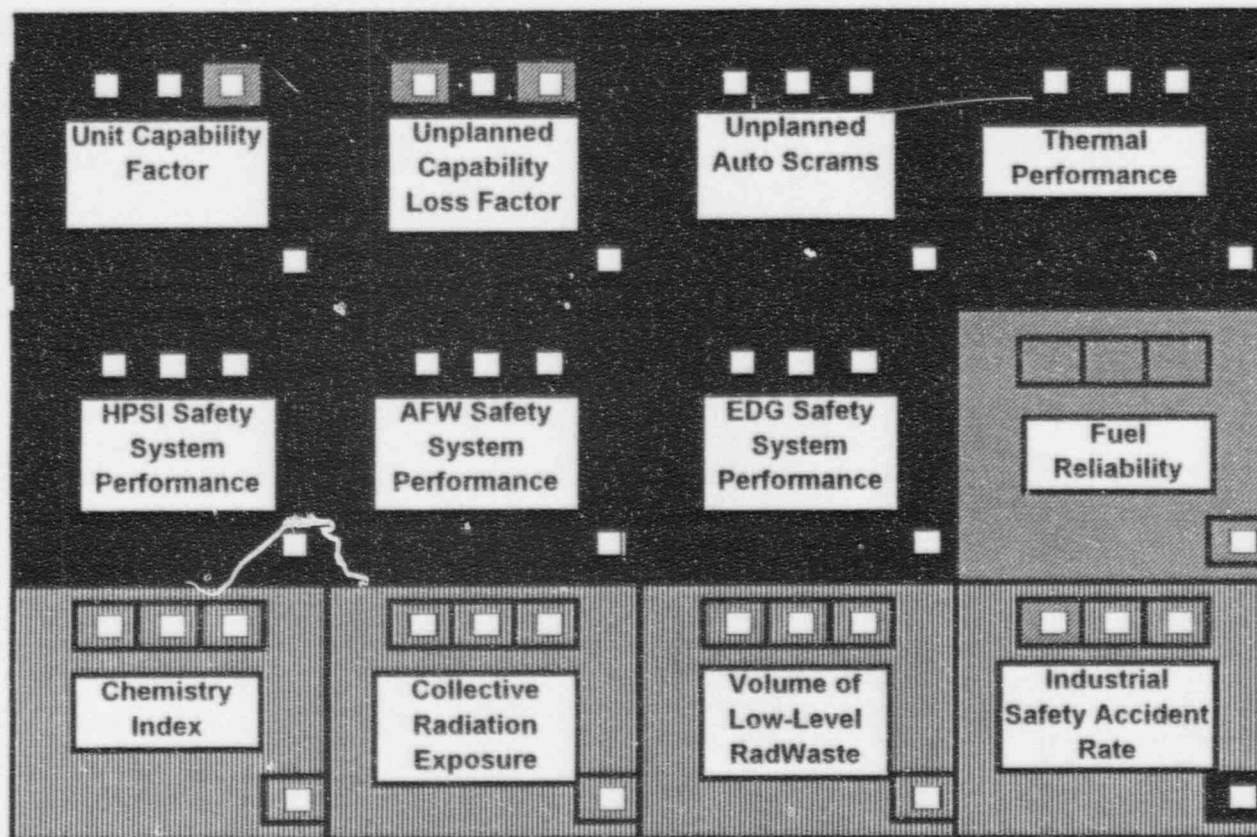 Unit Capability
Factor
Unplanned
Capability
Loss Factor
Unplanned
Auto Scrams
Thermal
Performance
HPSI Safety
System
Performance
AFW Safety
System
Performance
EDG Safety
System
Performance
Fuel
Reliability
Chemistry
Index
Collective
Radiation
Exposure
Volume of
Low-Level
RadWaste
Industrial
Safety Accident
Rate